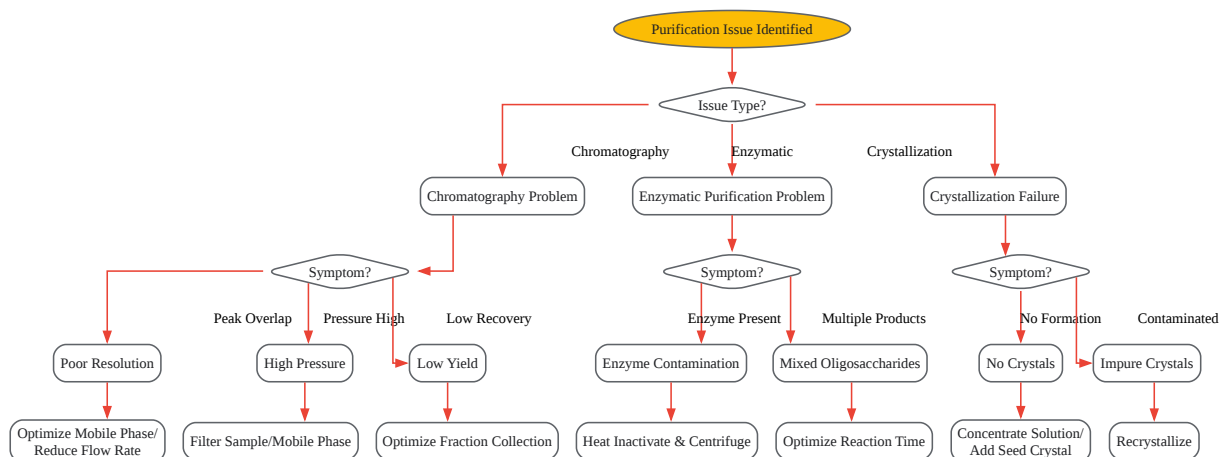 Purification Issue Identified
Issue Type?
Chromatography
Enzymatic
Crystallization
Chromatography Problem
Enzymatic Purification Problem
Crystallization Failure
Symptom?
Symptom?
Symptom?
Peak Overlap
Pressure High
Low Recovery
Enzyme Present
Multiple Products
No Formation
Contaminated
Poor Resolution
High Pressure
Low Yield
Enzyme Contamination
Mixed Oligosaccharides
No Crystals
Impure Crystals
Optimize Mobile Phase/
Reduce Flow Rate
Filter Sample/Mobile Phase
Optimize Fraction Collection
Heat Inactivate & Centrifuge
Optimize Reaction Time
Concentrate Solution/
Add Seed Crystal
Recrystallize